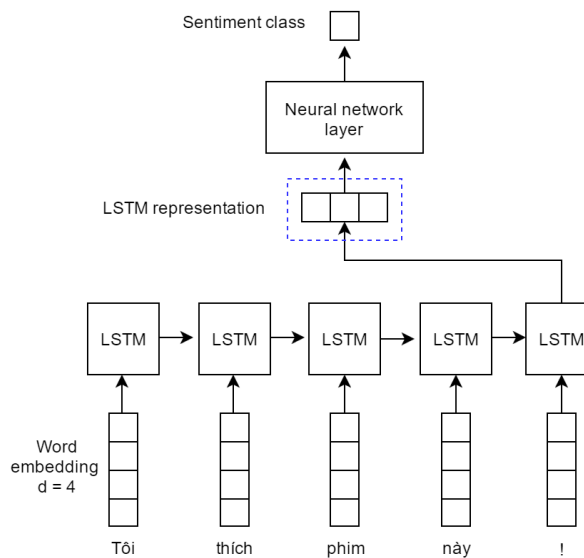 Sentiment class
Neural network
layer
LSTM representation
LSTM LSTM LSTM LSTM LSTM
Word
embedding
d = 4
Tôi thích phim này !